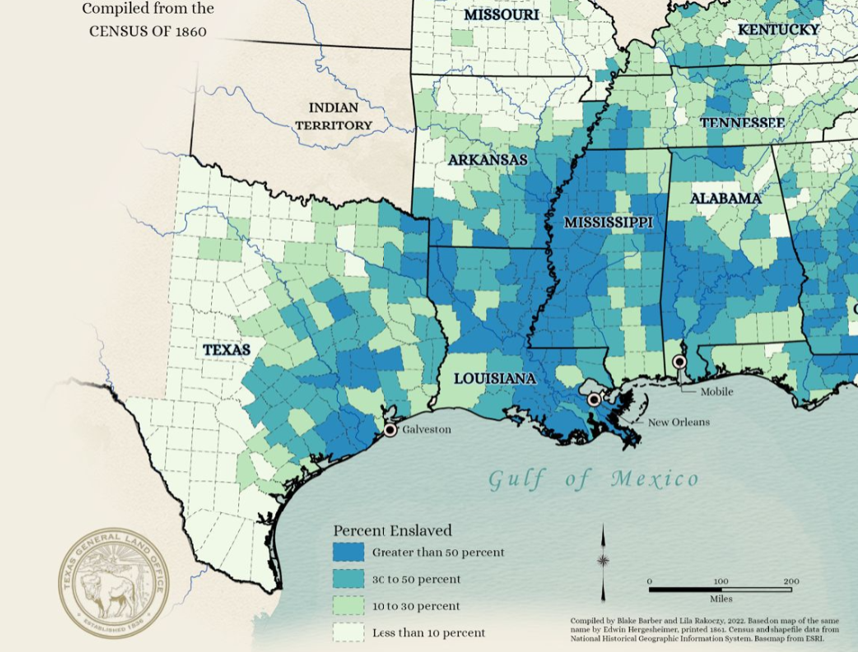 Compiled from the
CENSUS OF 1860
MISSOURI
KENTUCKY
INDIAN
TERRITORY
TENNESSEE
ARKANSAS
ALABAMA
MISSISSIPPI
TEXAS
LOUISIANA
Mobile
New Orleans
Galveston
Gulf of Mexico
Percent Enslaved
Greater than 50 percent
30 to 50 percent
10 to 30 percent
Less than 10 percent
TEXAS GENERAL LAND OFFICE
ESTABLISHED 1836
0 100 200
Miles
Compiled by Blake Barber and Lila Rakoczy, 2022. Based on map of the same
name by Edwin Hergesheimer, printed 1861. Census and shapefile data from
National Historical Geographic Information System. Basemap from ESRI.